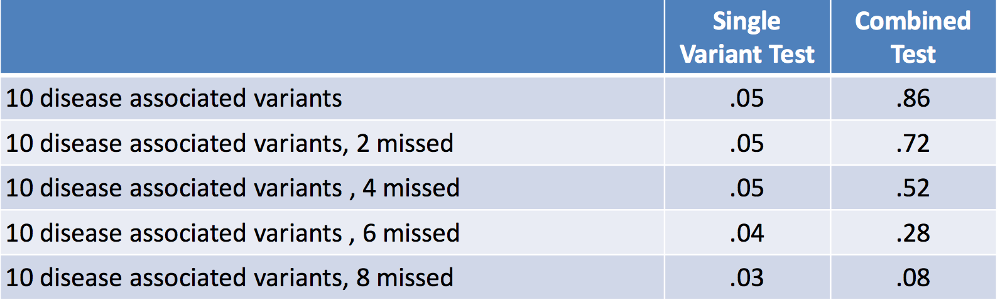 Single Variant Test Combined Test
10 disease associated variants .05 .86
10 disease associated variants, 2 missed .05 .72
10 disease associated variants , 4 missed .05 .52
10 disease associated variants , 6 missed .04 .28
10 disease associated variants, 8 missed .03 .08